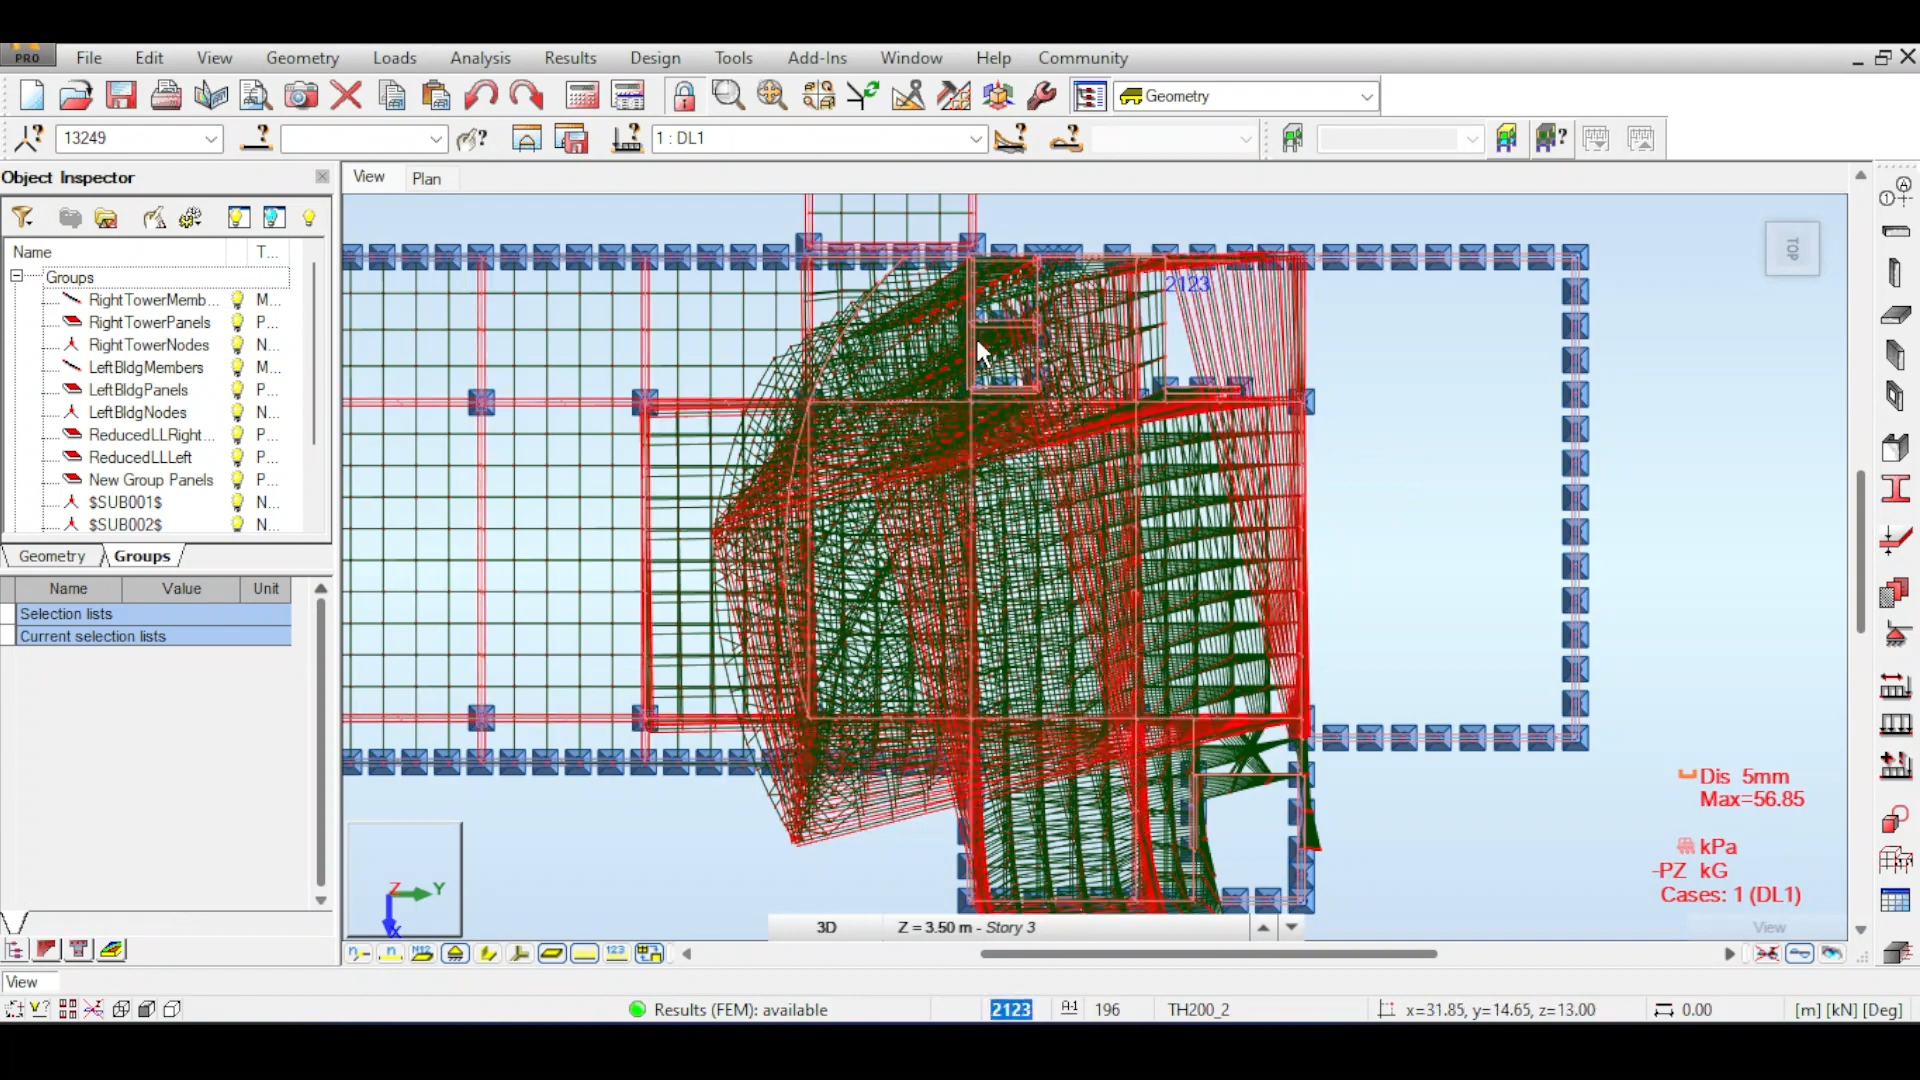 PRO File Edit View Geometry Loads Analysis Results Design Tools Add-Ins Window Help Community
Geometry
13249 1 : DL1
Object Inspector
View Plan
Name T...
Groups
RightTowerMemb... M...
RightTowerPanels P...
RightTowerNodes N...
LeftBldgMembers M...
LeftBldgPanels P...
LeftBldgNodes N...
ReducedLLRight... P...
ReducedLLLeft P...
New Group Panels P...
$SUB001$ N...
$SUB002$ N...
Geometry Groups
Name Value Unit
Selection lists
Current selection lists
TOP
2123
Dis 5mm
Max=56.85
kPa
-PZ kG
Cases: 1 (DL1)
Z Y
X
3D Z = 3.50 m - Story 3
View
View
Results (FEM): available 2123 196 TH200_2 x=31.85, y=14.65, z=13.00 0.00 [m] [kN] [Deg]